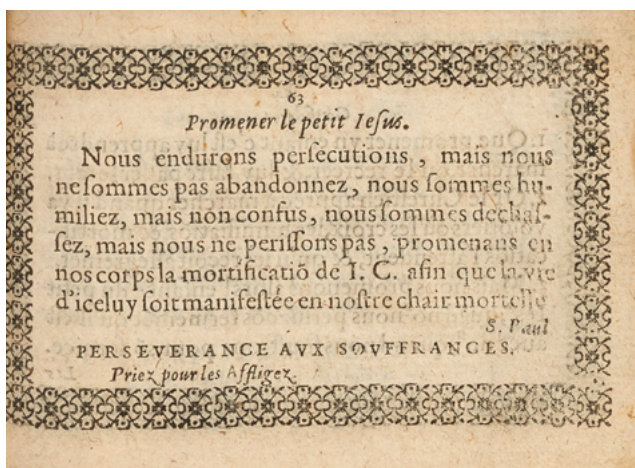 63
Promener le petit Ieſus.
Nous endurons perſecutions, mais nous
ne ſommes pas abandonnez, nous ſommes hu-
miliez, mais non confus, nous ſommes dechaſ-
ſez, mais nous ne periſſons pas, promenans en
nos corps la mortificatiõ de I. C. afin que la vie
d'iceluy ſoit manifeſtée en noſtre chair mortelle
S. Paul
PERSEVERANCE AVX SOVFFRANCES.
Priez pour les Affligez.